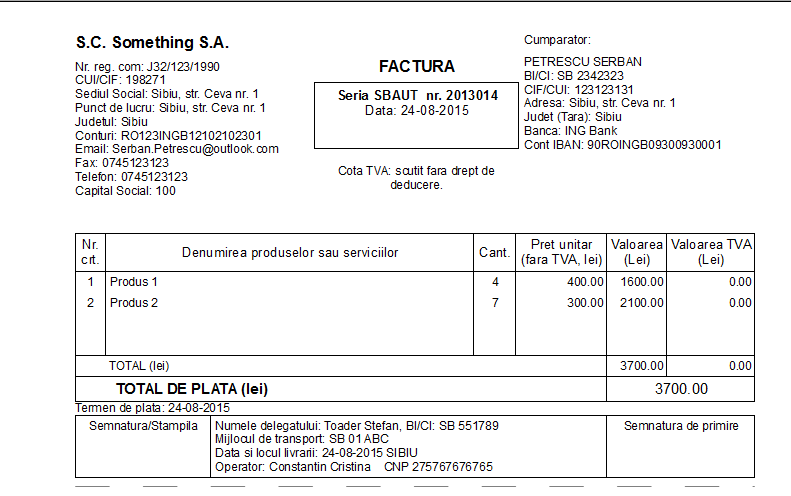 S.C. Something S.A.
Nr. reg. com: J32/123/1990
CUI/CIF: 198271
Sediul Social: Sibiu, str. Ceva nr. 1
Punct de lucru: Sibiu, str. Ceva nr. 1
Judetul: Sibiu
Conturi: RO123INGB12102102301
Email: Serban.Petrescu@outlook.com
Fax: 0745123123
Telefon: 0745123123
Capital Social: 100
FACTURA
Seria SBAUT nr. 2013014
Data: 24-08-2015
Cota TVA: scutit fara drept de
deducere.
Cumparator:
PETRESCU SERBAN
BI/CI: SB 2342323
CIF/CUI: 123123131
Adresa: Sibiu, str. Ceva nr. 1
Judet (Tara): Sibiu
Banca: ING Bank
Cont IBAN: 90ROINGB09300930001
Nr. crt. Denumirea produselor sau serviciilor Cant. Pret unitar (fara TVA, lei) Valoarea (Lei) Valoarea TVA (Lei)
1 Produs 1 4 400.00 1600.00 0.00
2 Produs 2 7 300.00 2100.00 0.00
TOTAL (lei) 3700.00 0.00
TOTAL DE PLATA (lei) 3700.00
Termen de plata: 24-08-2015
Semnatura/Stampila
Numele delegatului: Toader Stefan, BI/CI: SB 551789
Mijlocul de transport: SB 01 ABC
Data si locul livrarii: 24-08-2015 SIBIU
Operator: Constantin Cristina CNP 275767676765
Semnatura de primire